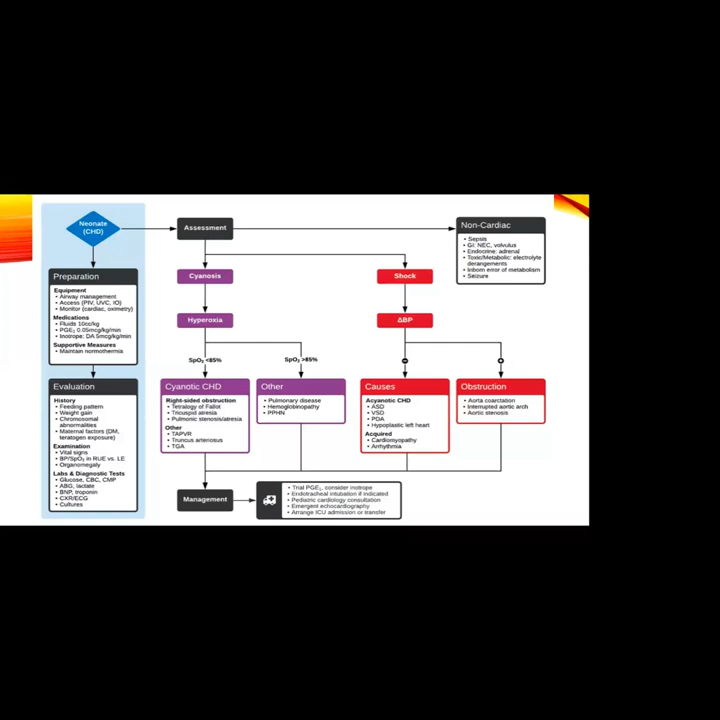 Neonate
(CHD)
Assessment
Non-Cardiac
• Sepsis
• GI: NEC, volvulus
• Endocrine: adrenal
• Toxic/Metabolic: electrolyte
derangements
• Inborn error of metabolism
• Seizure
Preparation
Equipment
• Airway management
• Access (PIV, UVC, IO)
• Monitor (cardiac, oximetry)
Medications
• Fluids 10cc/kg
• PGE₁ 0.05mcg/kg/min
• Inotrope: DA 5mcg/kg/min
Supportive Measures
• Maintain normothermia
Cyanosis
Shock
Hyperoxia
ΔBP
SpO₂ <85%
SpO₂ >85%
Evaluation
History
• Feeding pattern
• Weight gain
• Chromosomal
abnormalities
• Maternal factors (DM,
teratogen exposure)
Examination
• Vital signs
• BP/SpO₂ in RUE vs. LE
• Organomegaly
Labs & Diagnostic Tests
• Glucose, CBC, CMP
• ABG, lactate
• BNP, troponin
• CXR/ECG
• Cultures
Cyanotic CHD
Right-sided obstruction
• Tetralogy of Fallot
• Tricuspid atresia
• Pulmonic stenosis/atresia
Other
• TAPVR
• Truncus arteriosus
• TGA
Other
• Pulmonary disease
• Hemoglobinopathy
• PPHN
Causes
Acyanotic CHD
• ASD
• VSD
• PDA
• Hypoplastic left heart
Acquired
• Cardiomyopathy
• Arrhythmia
Obstruction
• Aorta coarctation
• Interrupted aortic arch
• Aortic stenosis
Management
• Trial PGE₁, consider inotrope
• Endotracheal intubation if indicated
• Pediatric cardiology consultation
• Emergent echocardiography
• Arrange ICU admission or transfer